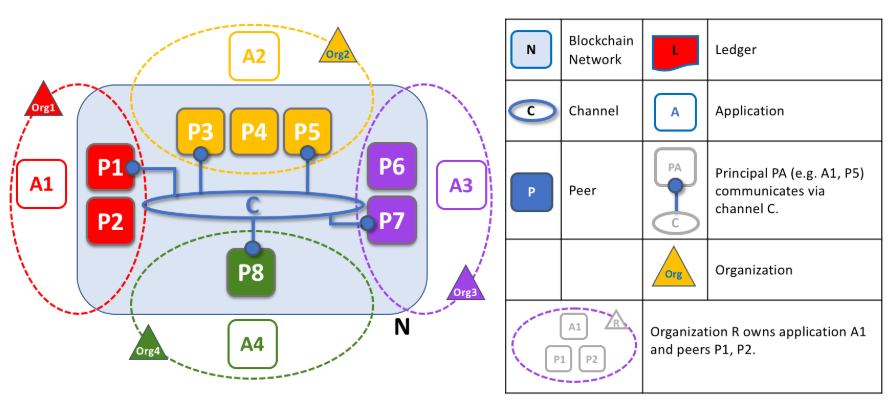 A2
Org2
Org1
P3
P4
P5
P1
P6
A1
A3
C
P2
P7
P8
Org3
N
Org4
A4
N
Blockchain
Network
L
Ledger
C
Channel
A
Application
P
Peer
PA
C
Principal PA (e.g. A1, P5)
communicates via
channel C.
Org
Organization
A1
R
P1
P2
Organization R owns application A1
and peers P1, P2.